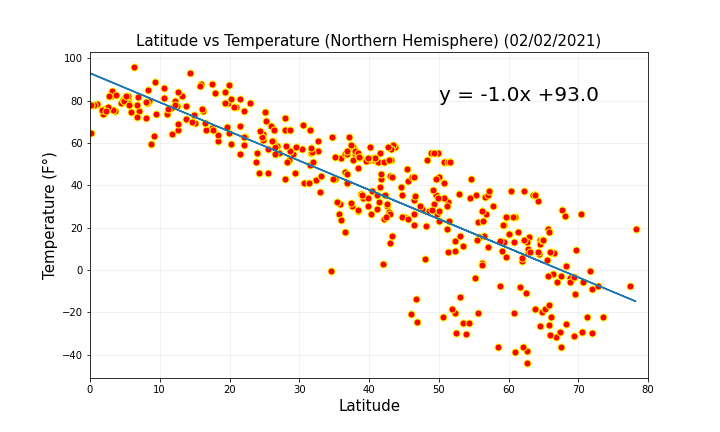 Latitude vs Temperature (Northern Hemisphere) (02/02/2021)
y = -1.0x +93.0
Temperature (F°)
100
80
60
40
20
0
−20
−40
0 10 20 30 40 50 60 70 80
Latitude